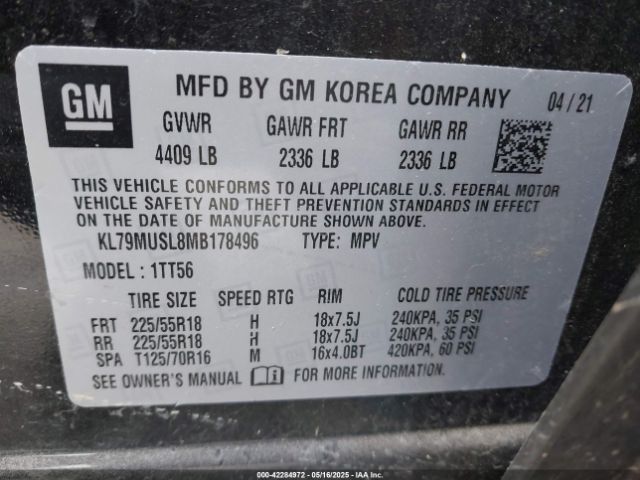 GM
MFD BY GM KOREA COMPANY 04/21
GVWR GAWR FRT GAWR RR
4409 LB 2336 LB 2336 LB
THIS VEHICLE CONFORMS TO ALL APPLICABLE U.S. FEDERAL MOTOR
VEHICLE SAFETY AND THEFT PREVENTION STANDARDS IN EFFECT
ON THE DATE OF MANUFACTURE SHOWN ABOVE.
KL79MUSL8MB178496 TYPE: MPV
MODEL: 1TT56
TIRE SIZE SPEED RTG RIM COLD TIRE PRESSURE
FRT 225/55R18 H 18x7.5J 240KPA, 35 PSI
RR 225/55R18 H 18x7.5J 240KPA, 35 PSI
SPA T125/70R16 M 16x4.0BT 420KPA, 60 PSI
SEE OWNER'S MANUAL FOR MORE INFORMATION.
000-42284972 | 05/16/2025 | IAA, Inc.